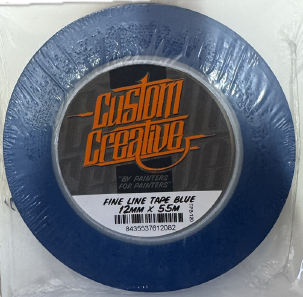 Custom
Creative
"BY PAINTERS
FOR PAINTERS"
FINE LINE TAPE BLUE
12MM X 55M
8435537612082